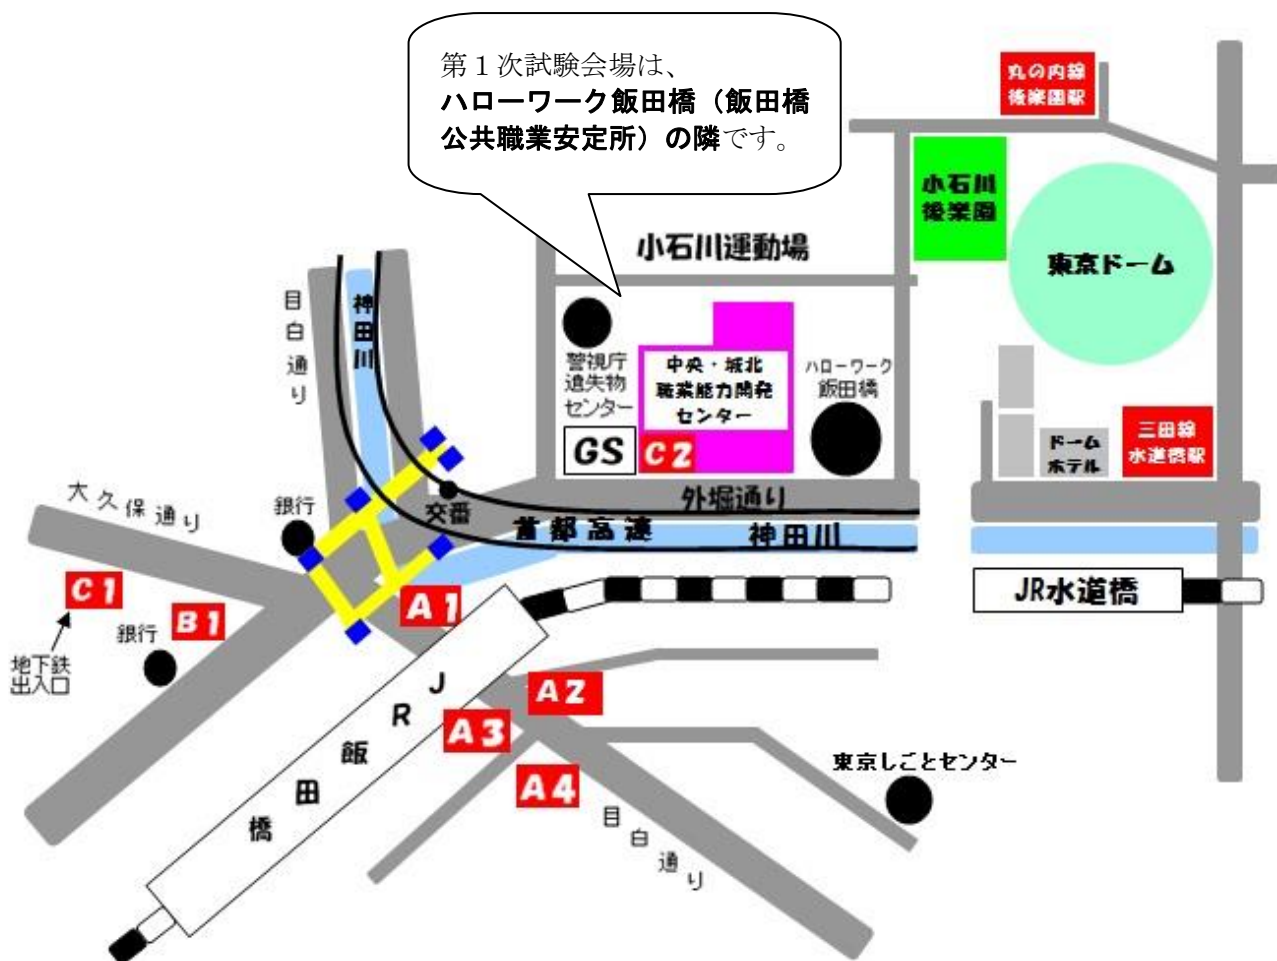 第１次試験会場は、
ハローワーク飯田橋（飯田橋
公共職業安定所）の隣です。
丸の内線
後楽園駅
小石川
後楽園
東京ドーム
小石川運動場
目白通り
神田川
警視庁
遺失物
センター
中央・城北
職業能力開発
センター
ハローワーク
飯田橋
GS
C2
ドーム
ホテル
三田線
水道橋駅
大久保通り
銀行
交番
外堀通り
首都高速
神田川
JR水道橋
C1
B1
銀行
地下鉄
出入口
A1
JR飯田橋
A2
A3
A4
東京しごとセンター
目白通り